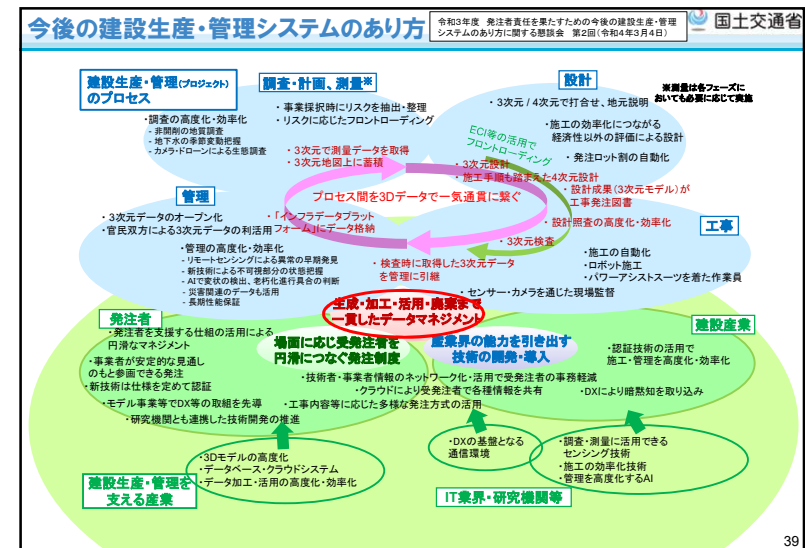 今後の建設生産・管理システムのあり方
令和3年度 発注者責任を果たすための今後の建設生産・管理
システムのあり方に関する懇談会 第2回(令和4年3月4日)
国土交通省
建設生産・管理(プロジェクト)
のプロセス
・調査の高度化・効率化
- 非開削の地質調査
- 地下水の季節変動把握
- カメラ・ドローンによる生態調査
調査・計画、測量※
・事業採択時にリスクを抽出・整理
・リスクに応じたフロントローディング
・3次元で測量データを取得
・3次元地図上に蓄積
設計
※測量は各フェーズに
おいても必要に応じて実施
・3次元/4次元で打合せ、地元説明
・施工の効率化につながる
経済性以外の評価による設計
・発注ロット割の自動化
ECI等の活用で
フロントローディング
・3次元設計
・施工手順も踏まえた4次元設計
・設計成果(3次元モデル)が
工事発注図書
・設計照査の高度化・効率化
プロセス間を3Dデータで一気通貫に繋ぐ
管理
・3次元データのオープン化
・官民双方による3次元データの利活用
・「インフラデータプラット
フォーム」にデータ格納
・管理の高度化・効率化
- リモートセンシングによる異常の早期発見
- 新技術による不可視部分の状態把握
- AIで変状の検出、老朽化進行具合の判断
- 災害関連のデータも活用
- 長期性能保証
・検査時に取得した3次元データ
を管理に引継
・3次元検査
工事
・施工の自動化
・ロボット施工
・パワーアシストスーツを着た作業員
・センサー・カメラを通じた現場監督
生成・加工・活用・廃棄まで
一貫したデータマネジメント
発注者
・発注者を支援する仕組の活用による
円滑なマネジメント
・事業者が安定的な見通し
のもと参画できる発注
・新技術は仕様を定めて認証
・モデル事業等でDX等の取組を先導
・研究機関とも連携した技術開発の推進
場面に応じ受発注者を
円滑につなぐ発注制度
産業界の能力を引き出す
技術の開発・導入
・技術者・事業者情報のネットワーク化・活用で受発注者の事務軽減
・クラウドにより受発注者で各種情報を共有
・工事内容等に応じた多様な発注方式の活用
建設産業
・認証技術の活用で
施工・管理を高度化・効率化
・DXにより暗黙知を取り込み
建設生産・管理を
支える産業
・3Dモデルの高度化
・データベース・クラウドシステム
・データ加工・活用の高度化・効率化
・DXの基盤となる
通信環境
・調査・測量に活用できる
センシング技術
・施工の効率化技術
・管理を高度化するAI
IT業界・研究機関等
39